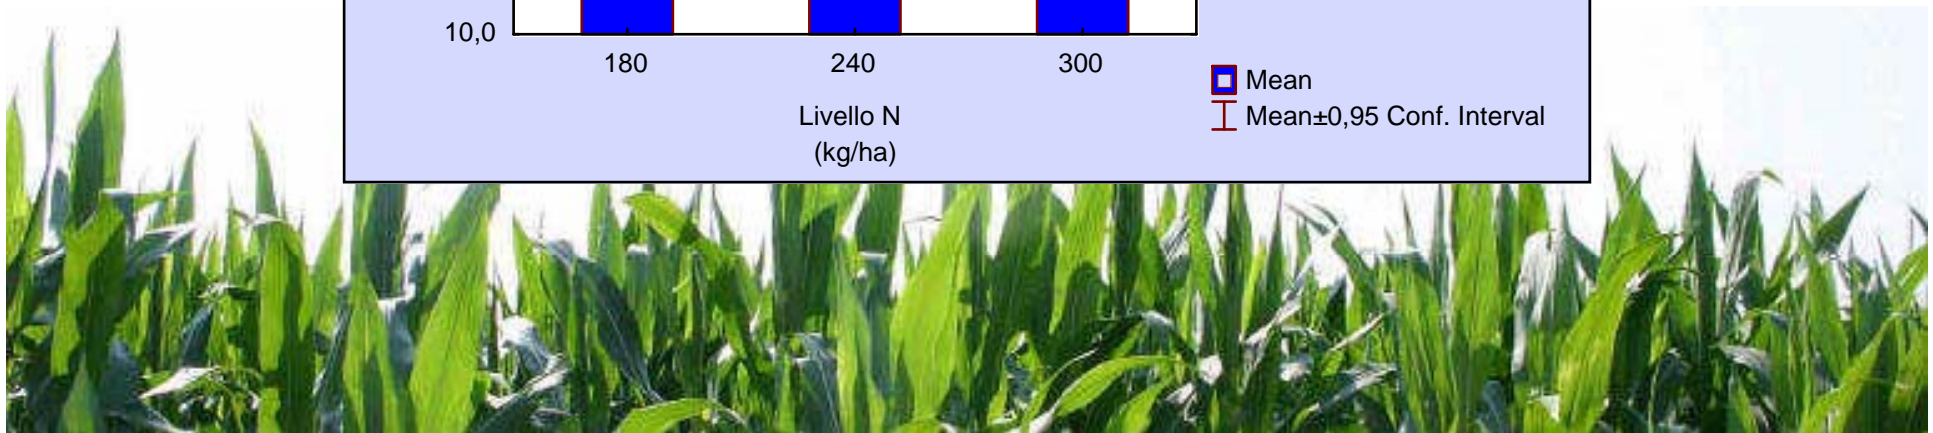 10,0
180 240 300
Livello N
(kg/ha)
Mean
Mean±0,95 Conf. Interval